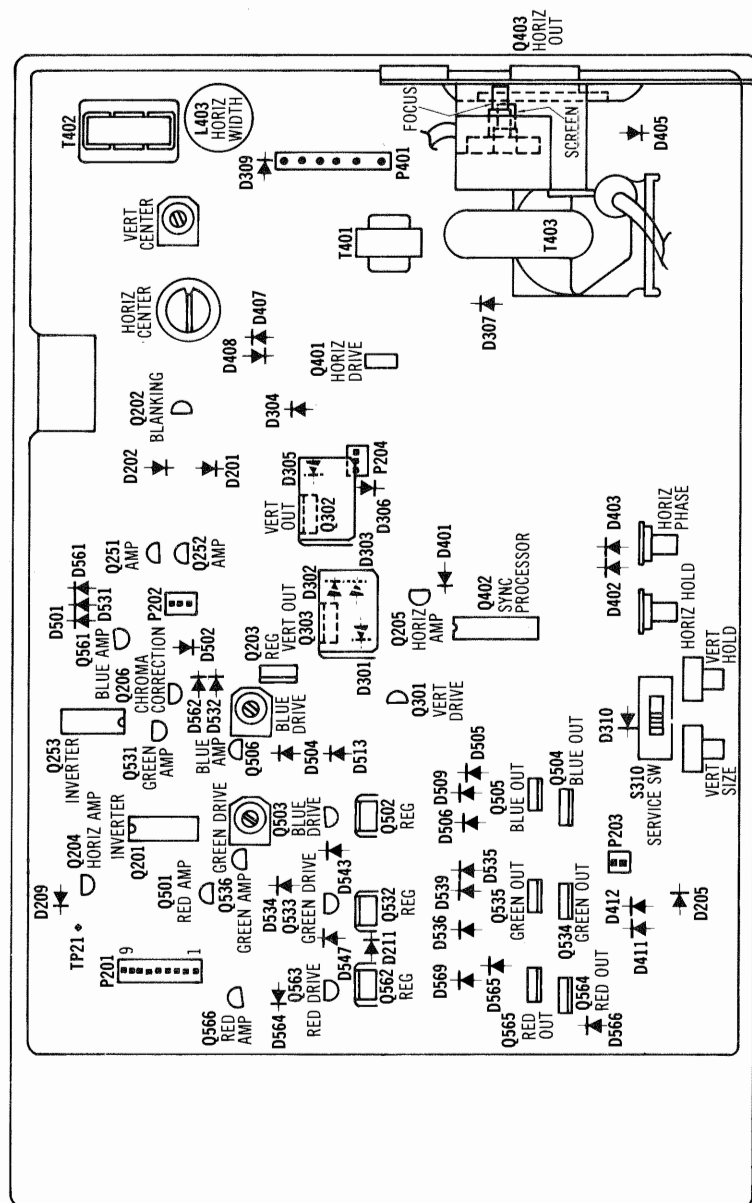 Q403
HORIZ
OUT
T402
L403
HORIZ
WIDTH
D309
P401
FOCUS
SCREEN
D405
VERT
CENTER
T401
T403
HORIZ
CENTER
D407
D408
D307
Q401
HORIZ
DRIVE
Q202
BLANKING
D304
D202
D201
D305
P204
VERT OUT
Q302
D306
D303
D401
D403
HORIZ
PHASE
D402
D561
D501
D531
Q251
AMP
Q252
AMP
P202
D302
Q303
VERT OUT
D301
Q205
HORIZ
AMP
Q402
SYNC
PROCESSOR
HORIZ HOLD
Q561
BLUE AMP
Q206
CHROMA
CORRECTION
D502
Q203
REG
D562
D532
BLUE DRIVE
Q301
VERT DRIVE
VERT
HOLD
Q253
INVERTER
Q531
GREEN
AMP
BLUE
AMP
Q506
D504
D513
D505
D310
S310
SERVICE SW
VERT
SIZE
Q204
HORIZ AMP
INVERTER
Q201
GREEN DRIVE
Q503
BLUE
DRIVE
Q502
REG
D509
D506
Q505
BLUE OUT
Q504
BLUE OUT
P203
D209
TP21
Q501
RED AMP
Q536
GREEN AMP
D534
Q533
GREEN DRIVE
D543
Q532
REG
D535
D539
D536
Q535
GREEN OUT
Q534
GREEN OUT
D412
D411
D205
P201
9
1
Q566
RED
AMP
D564
Q563
RED DRIVE
D547
D211
Q562
REG
D569
D565
Q565
RED
OUT
Q564
RED OUT
D566